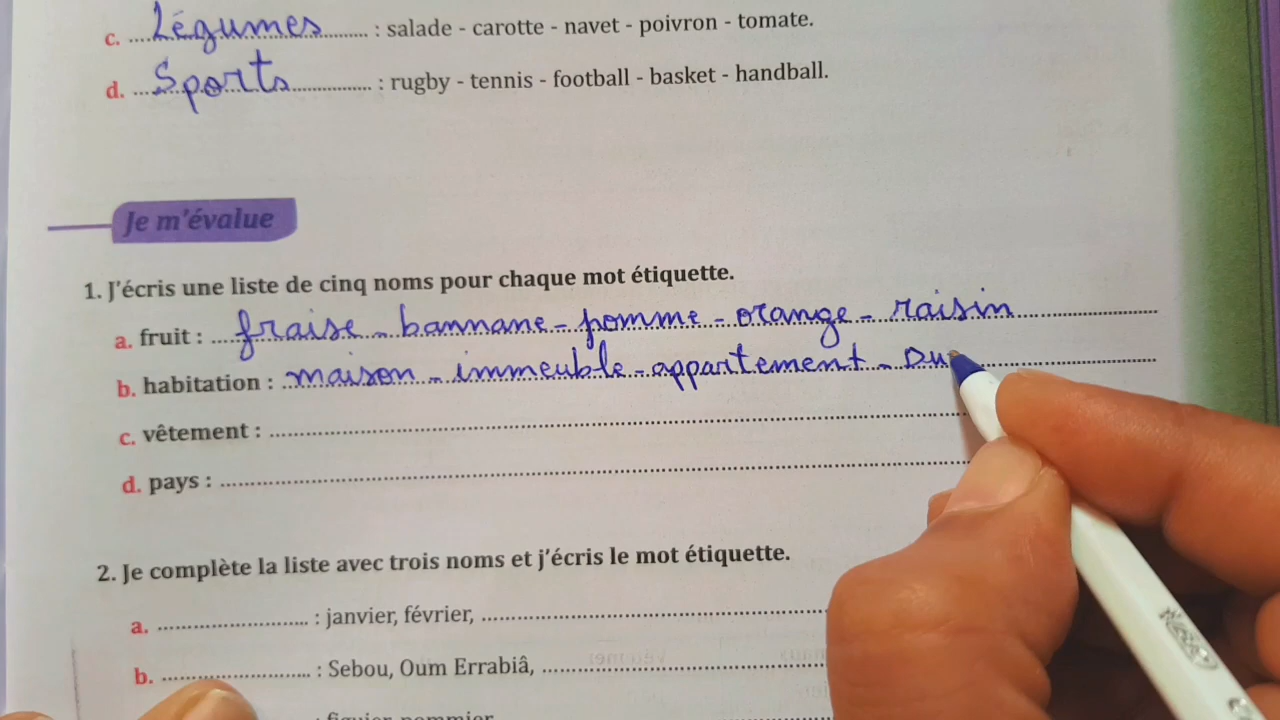 c. Légumes : salade - carotte - navet - poivron - tomate.
d. Sports : rugby - tennis - football - basket - handball.
Je m'évalue
1. J'écris une liste de cinq noms pour chaque mot étiquette.
a. fruit : fraise - bannane - pomme - orange - raisin
b. habitation : maison - immeuble - appartement -
c. vêtement :
d. pays :
2. Je complète la liste avec trois noms et j'écris le mot étiquette.
a. : janvier, février,
b. : Sebou, Oum Errabiâ,
: figuier, pommier,